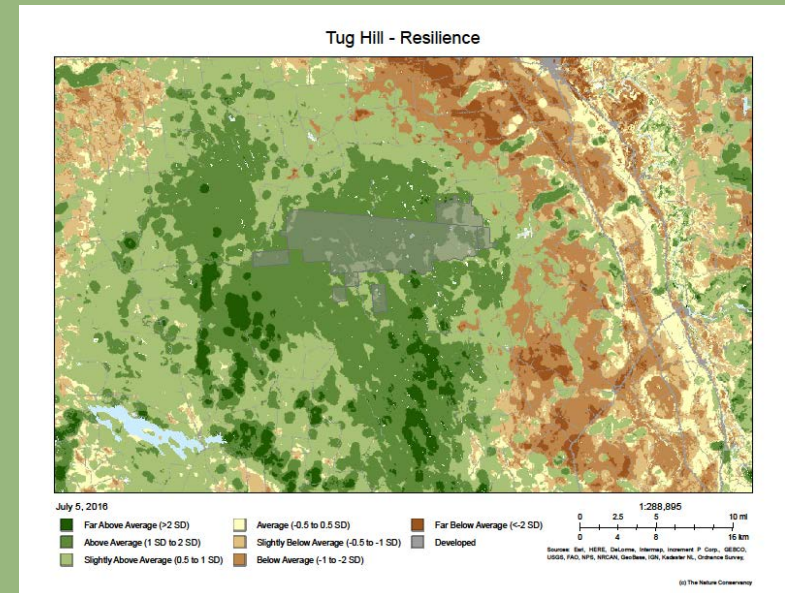 Tug Hill - Resilience
July 5, 2016
Far Above Average (>2 SD)
Above Average (1 SD to 2 SD)
Slightly Above Average (0.5 to 1 SD)
Average (-0.5 to 0.5 SD)
Slightly Below Average (-0.5 to -1 SD)
Below Average (-1 to -2 SD)
Far Below Average (<-2 SD)
Developed
1:288,895
0 2.5 5 10 mi
0 4 8 16 km
Sources: Esri, HERE, DeLorme, Intermap, increment P Corp., GEBCO,
USGS, FAO, NPS, NRCAN, GeoBase, IGN, Kadaster NL, Ordnance Survey,
(c) The Nature Conservancy